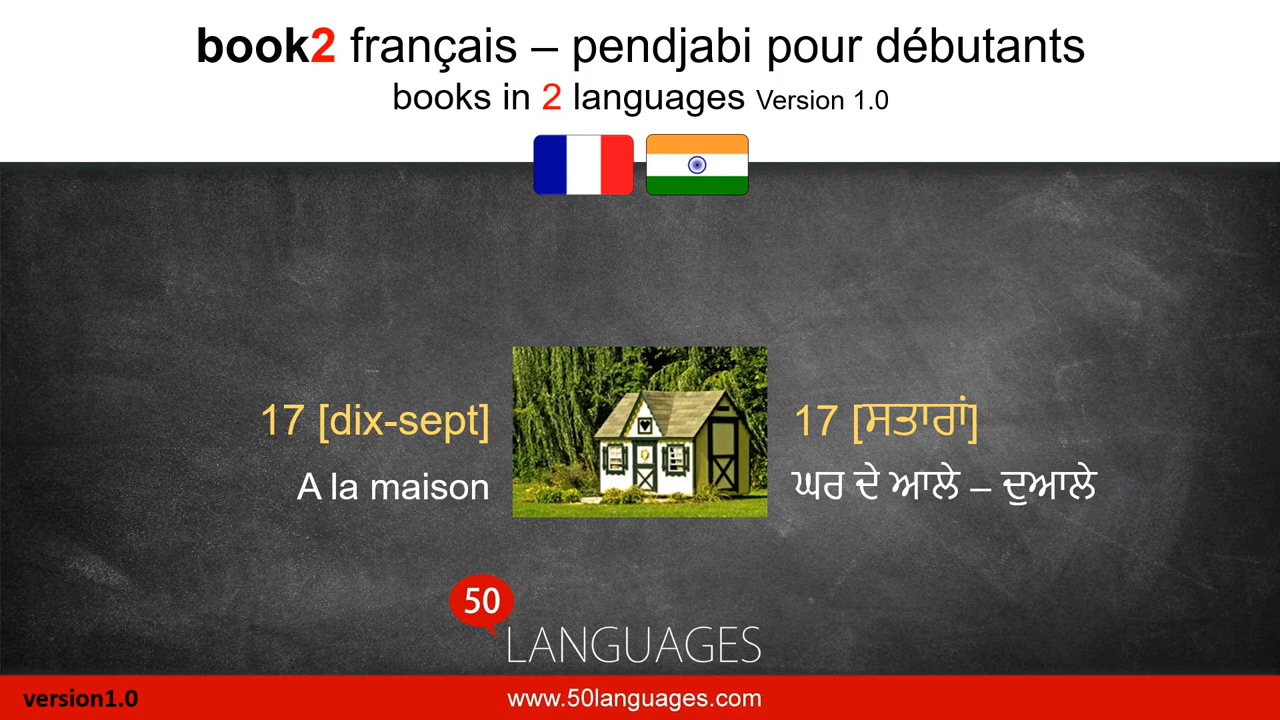 book2 français – pendjabi pour débutants
books in 2 languages Version 1.0
17 [dix-sept]
A la maison
17 [ਸਤਾਰਾਂ]
ਘਰ ਦੇ ਆਲੇ – ਦੁਆਲੇ
50
LANGUAGES
version1.0
www.50languages.com